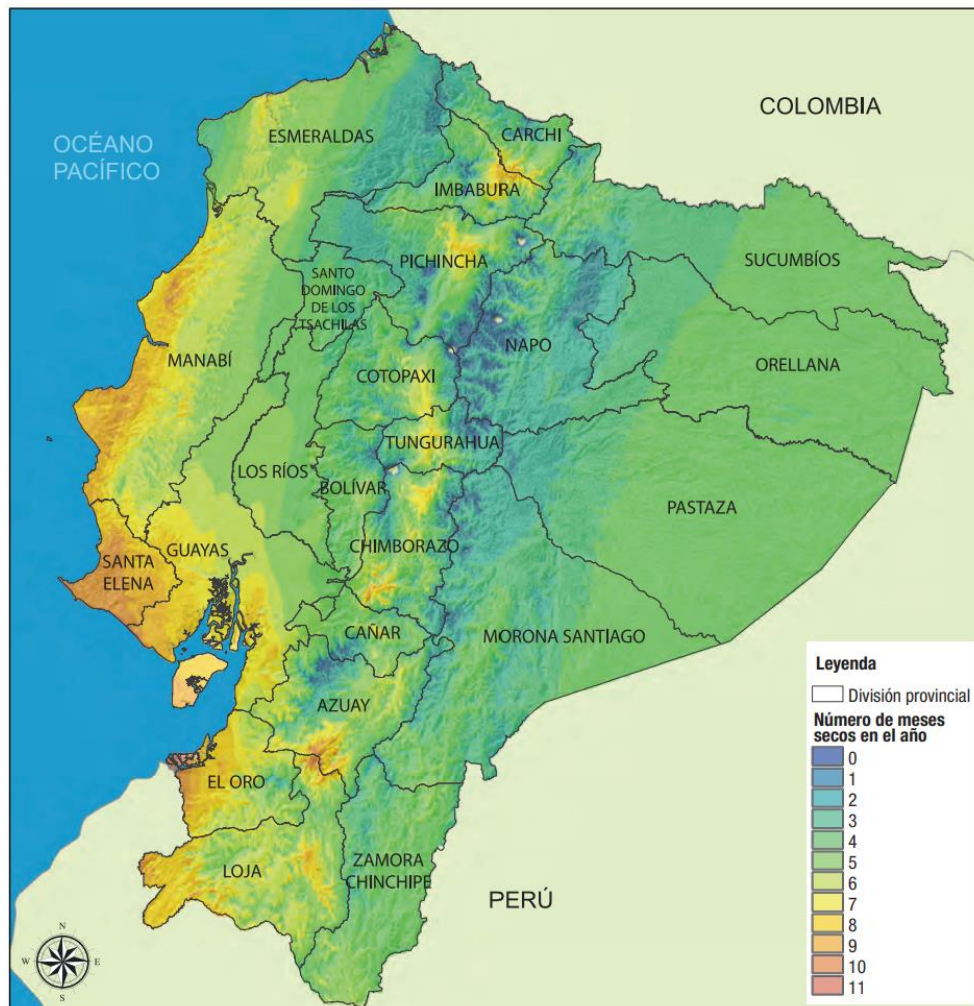 COLOMBIA
OCÉANO
PACÍFICO
ESMERALDAS
CARCHI
IMBABURA
SUCUMBÍOS
PICHINCHA
SANTO
DOMINGO
DE LOS
TSACHILAS
NAPO
MANABÍ
ORELLANA
COTOPAXI
TUNGURAHUA
LOS RÍOS
BOLÍVAR
PASTAZA
GUAYAS
CHIMBORAZO
SANTA
ELENA
CAÑAR
MORONA SANTIAGO
AZUAY
EL ORO
LOJA
ZAMORA
CHINCHIPE
PERÚ
Leyenda
División provincial
Número de meses
secos en el año
0
1
2
3
4
5
6
7
8
9
10
11
N
W
E
S